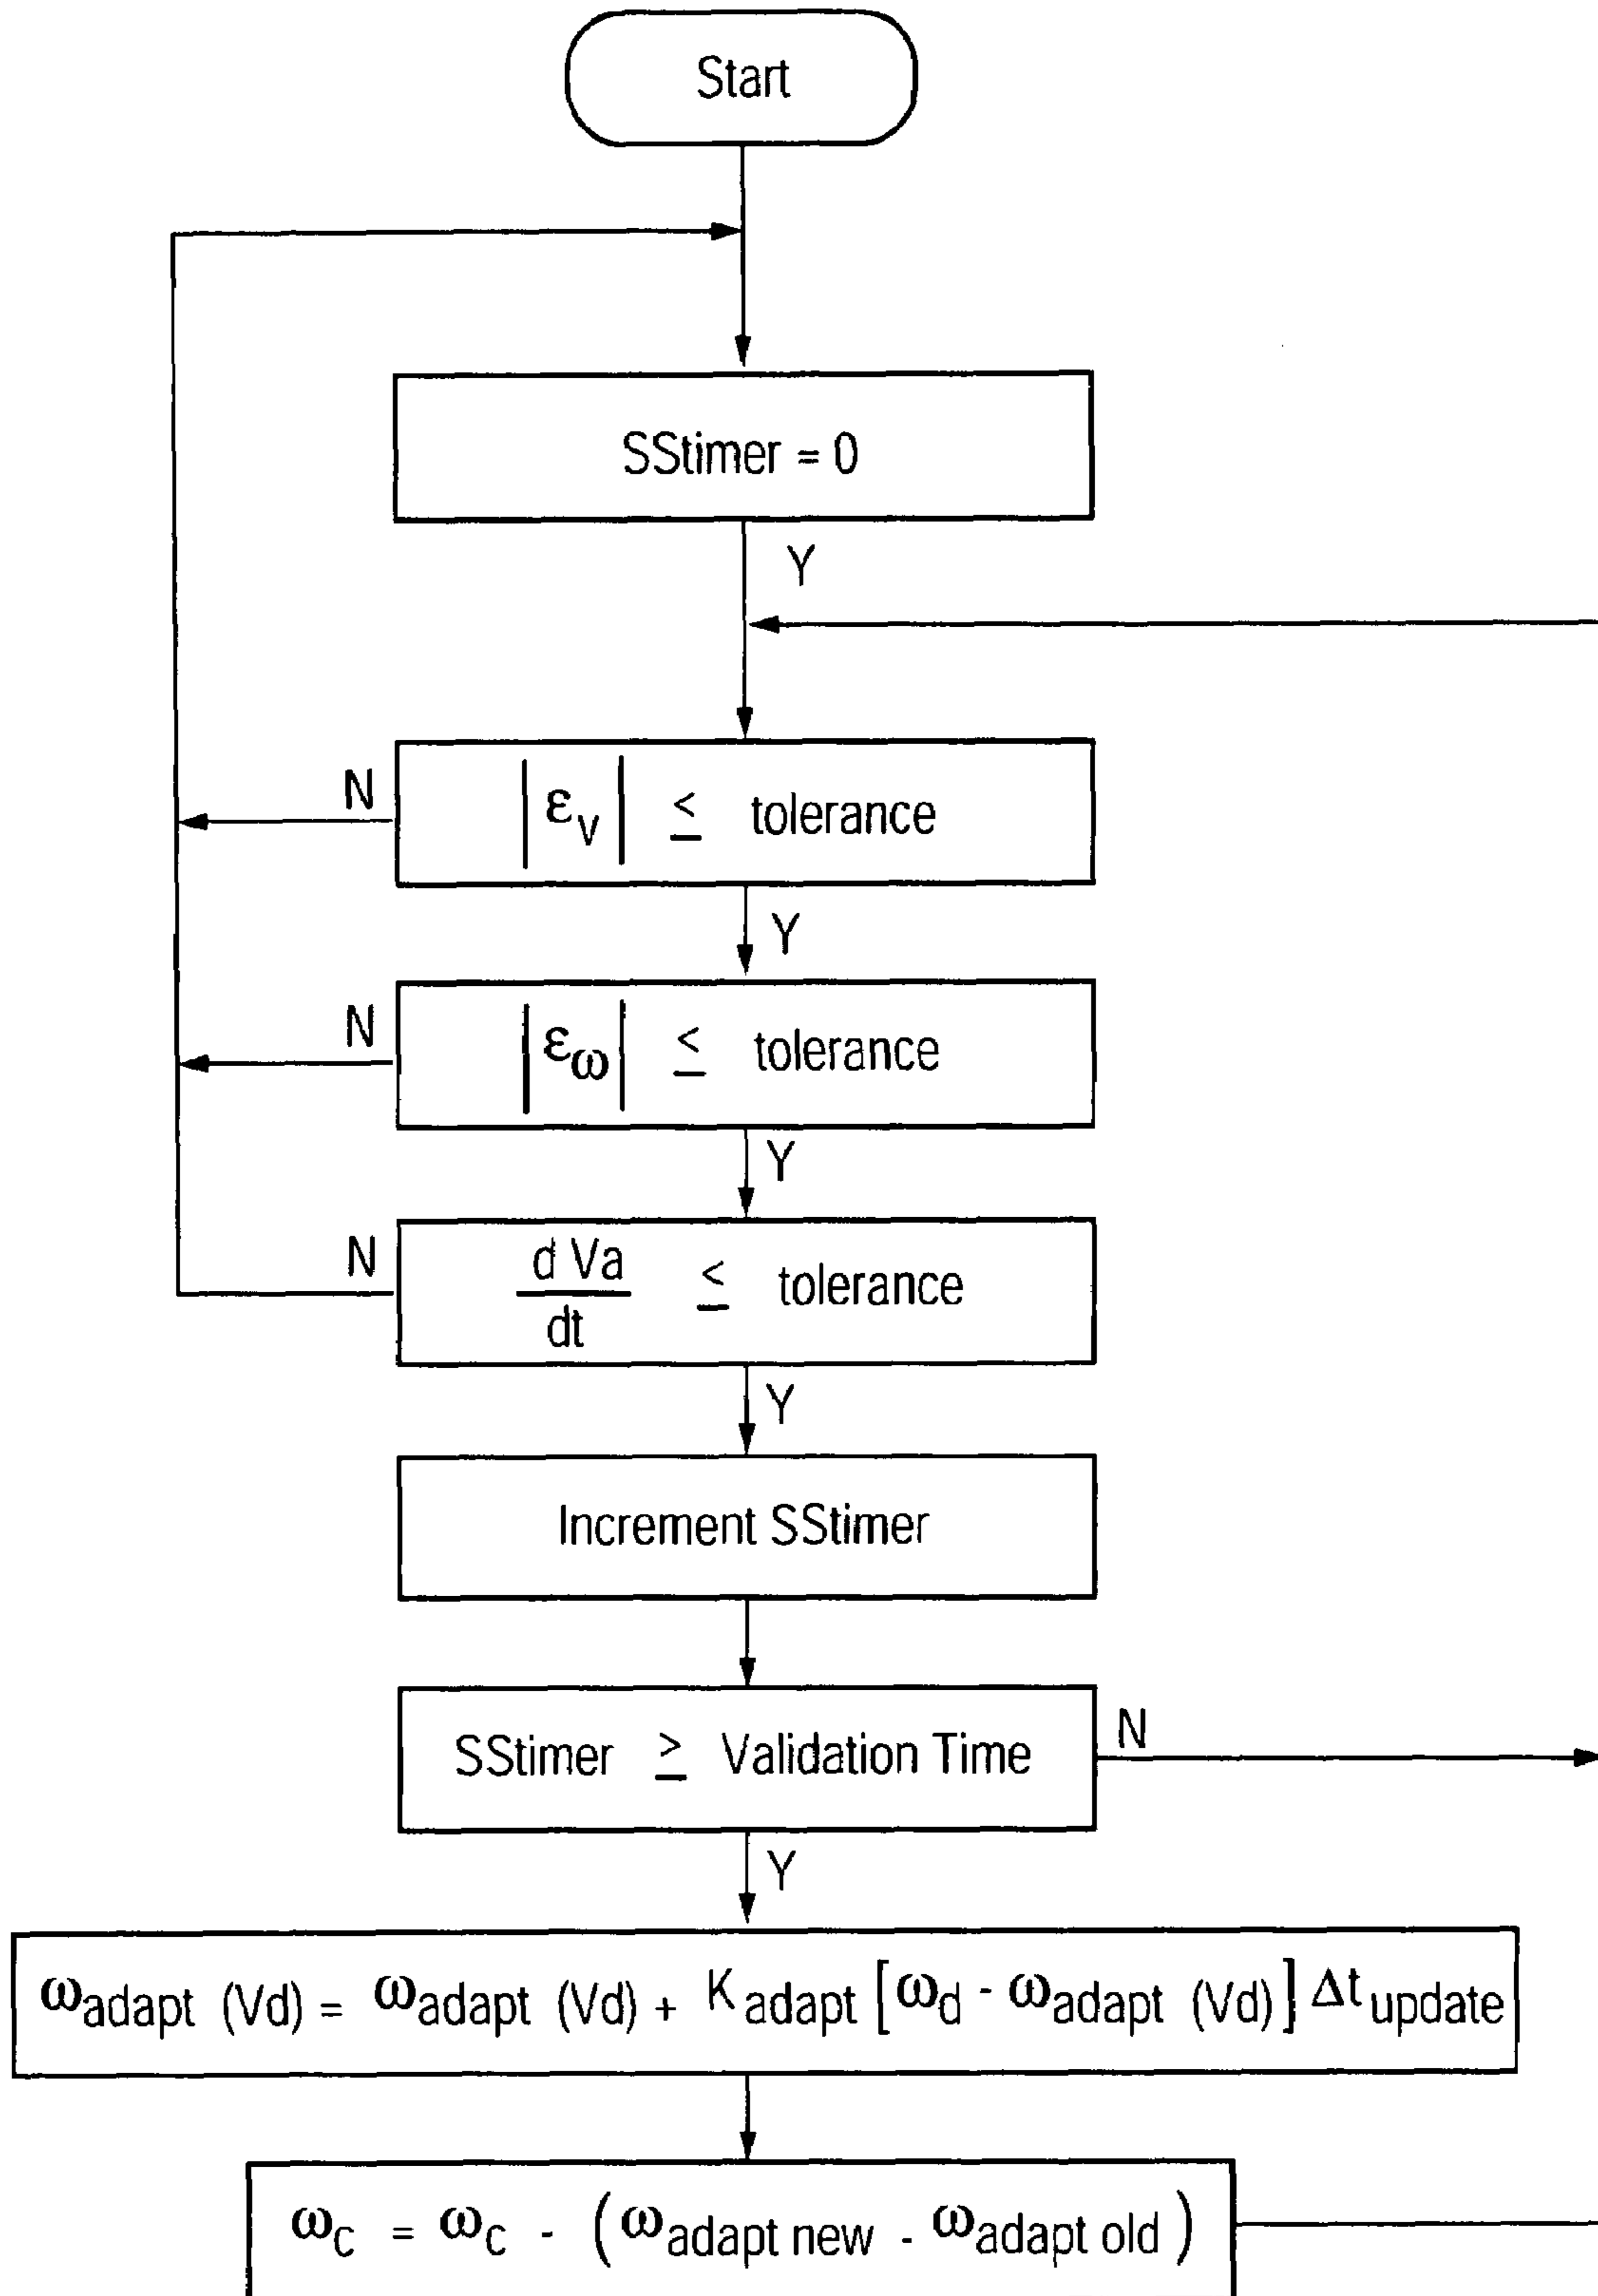 Start
SStimer = 0
Y
N
|εv| ≤ tolerance
Y
N
|εω| ≤ tolerance
Y
N
d Va
dt
≤ tolerance
Y
Increment SStimer
SStimer ≥ Validation Time
N
Y
ωadapt (Vd) = ωadapt (Vd) + Kadapt [ωd - ωadapt (Vd)] Δtupdate
ωc = ωc - (ωadapt new - ωadapt old)